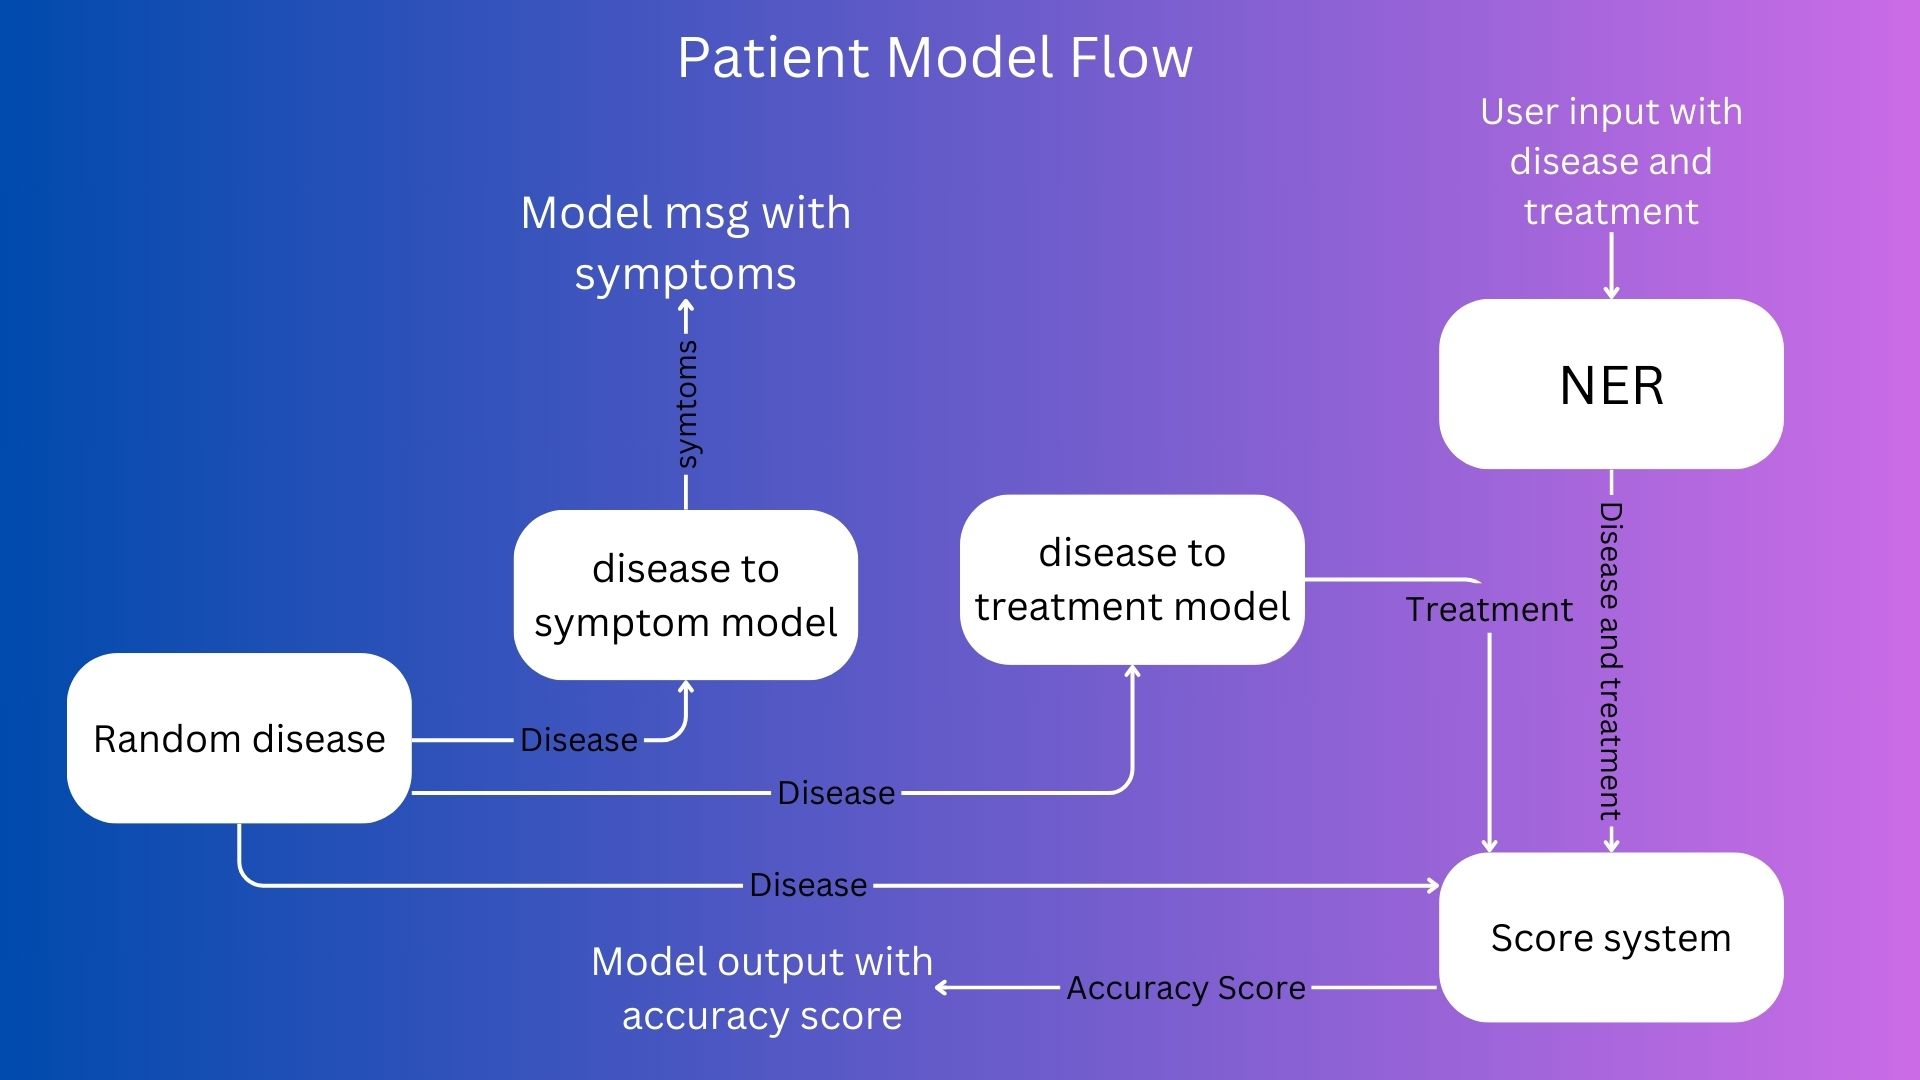 Patient Model Flow
User input with
disease and
treatment
Model msg with
symptoms
symtoms
NER
disease to
symptom model
disease to
treatment model
Treatment
Disease and treatment
Random disease
Disease
Disease
Disease
Score system
Model output with
accuracy score
Accuracy Score